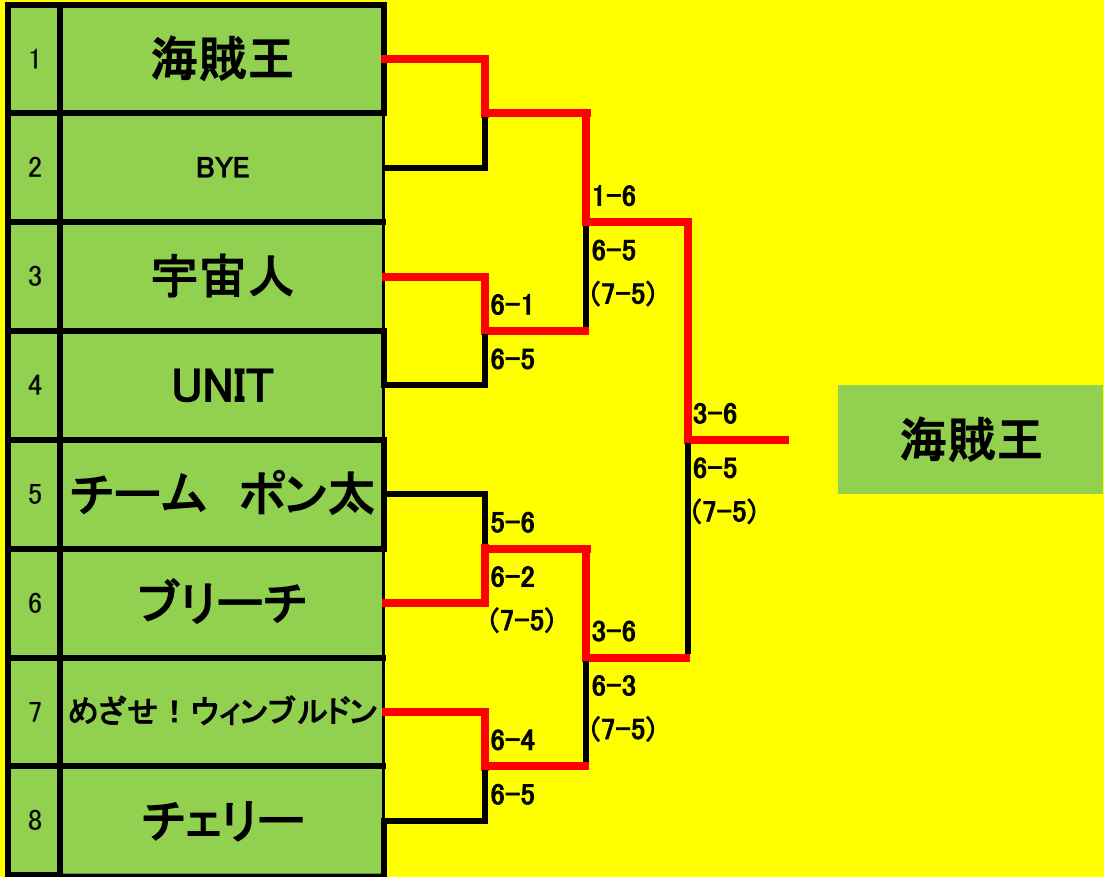 1 海賊王
2 BYE
3 宇宙人
4 UNIT
5 チーム　ポン太
6 ブリーチ
7 めざせ！ウィンブルドン
8 チェリー
6-1
6-5
5-6
6-2
(7-5)
6-4
6-5
1-6
6-5
(7-5)
3-6
6-3
(7-5)
3-6
6-5
(7-5)
海賊王